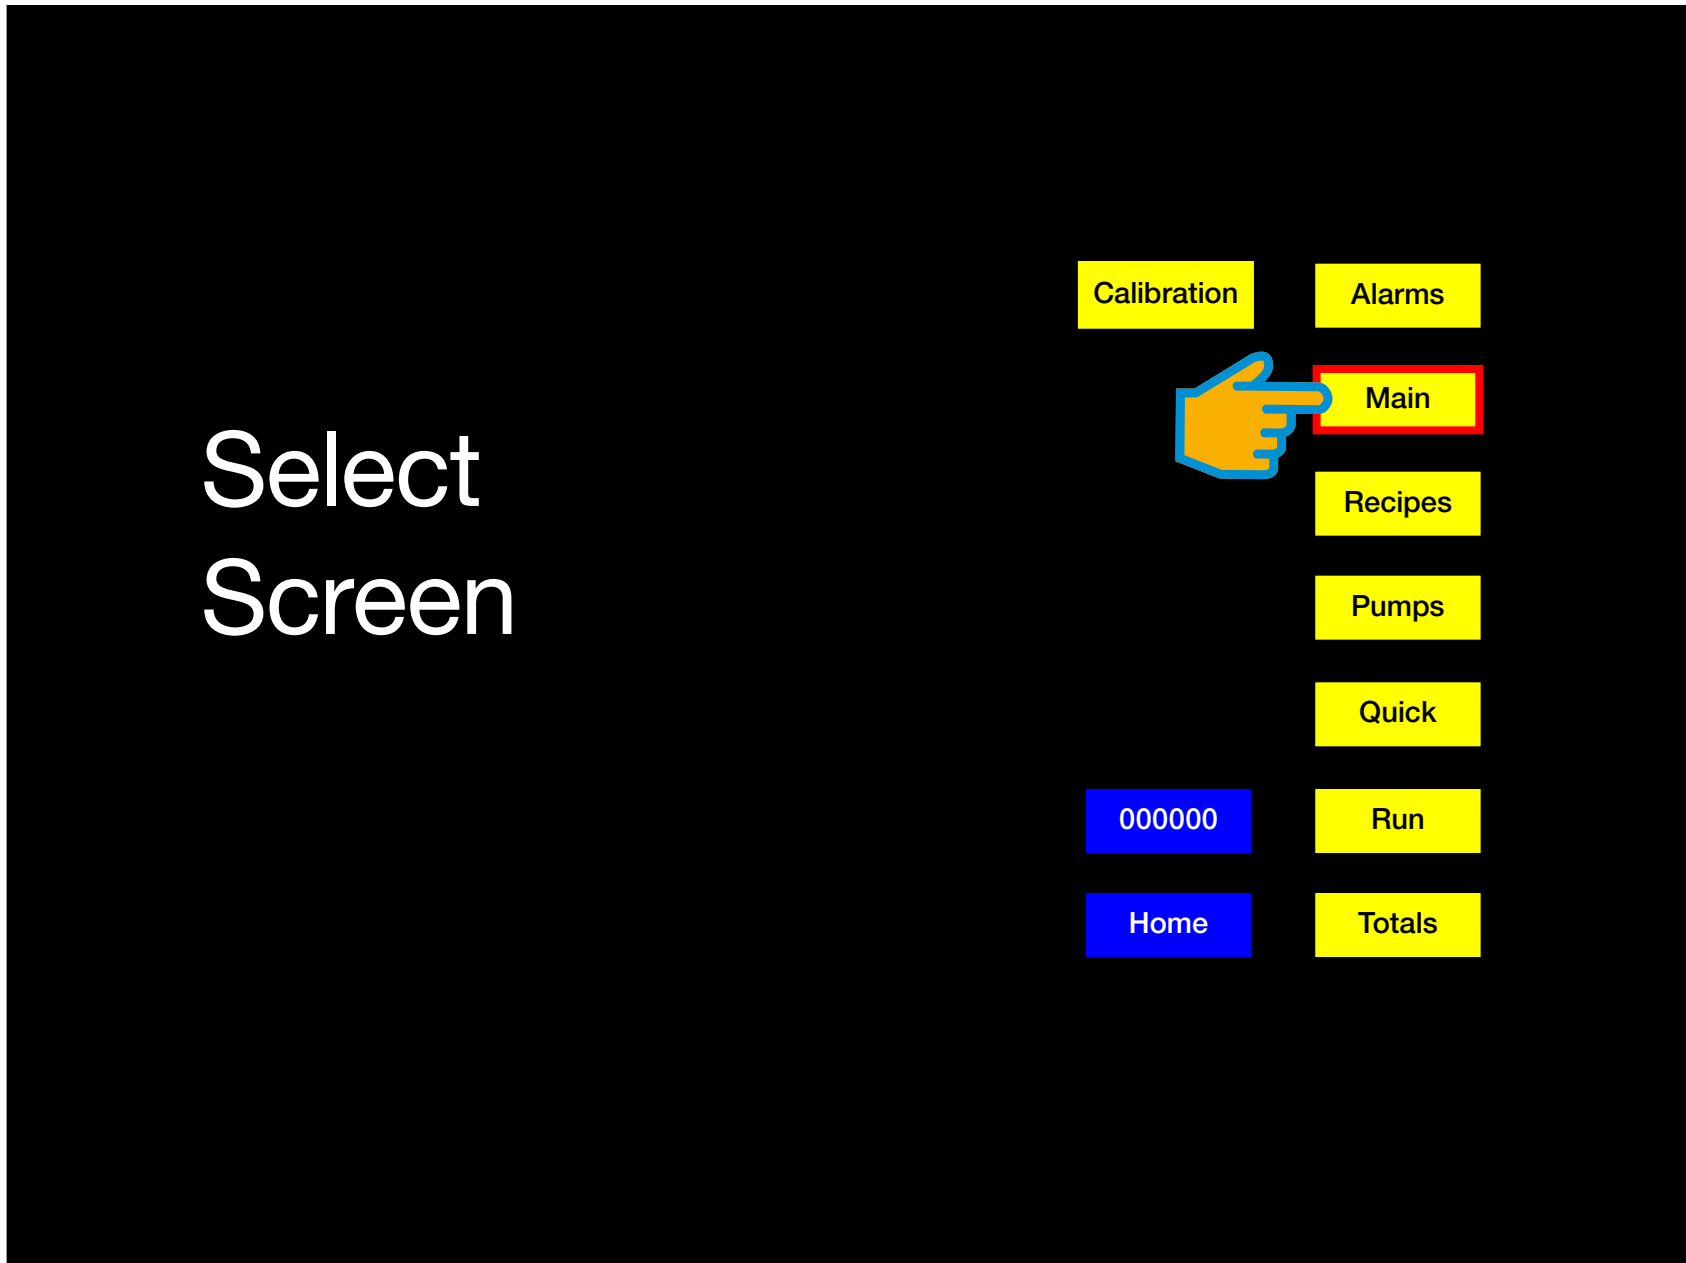 Select
Screen
Calibration
Alarms
Main
Recipes
Pumps
Quick
000000
Run
Home
Totals